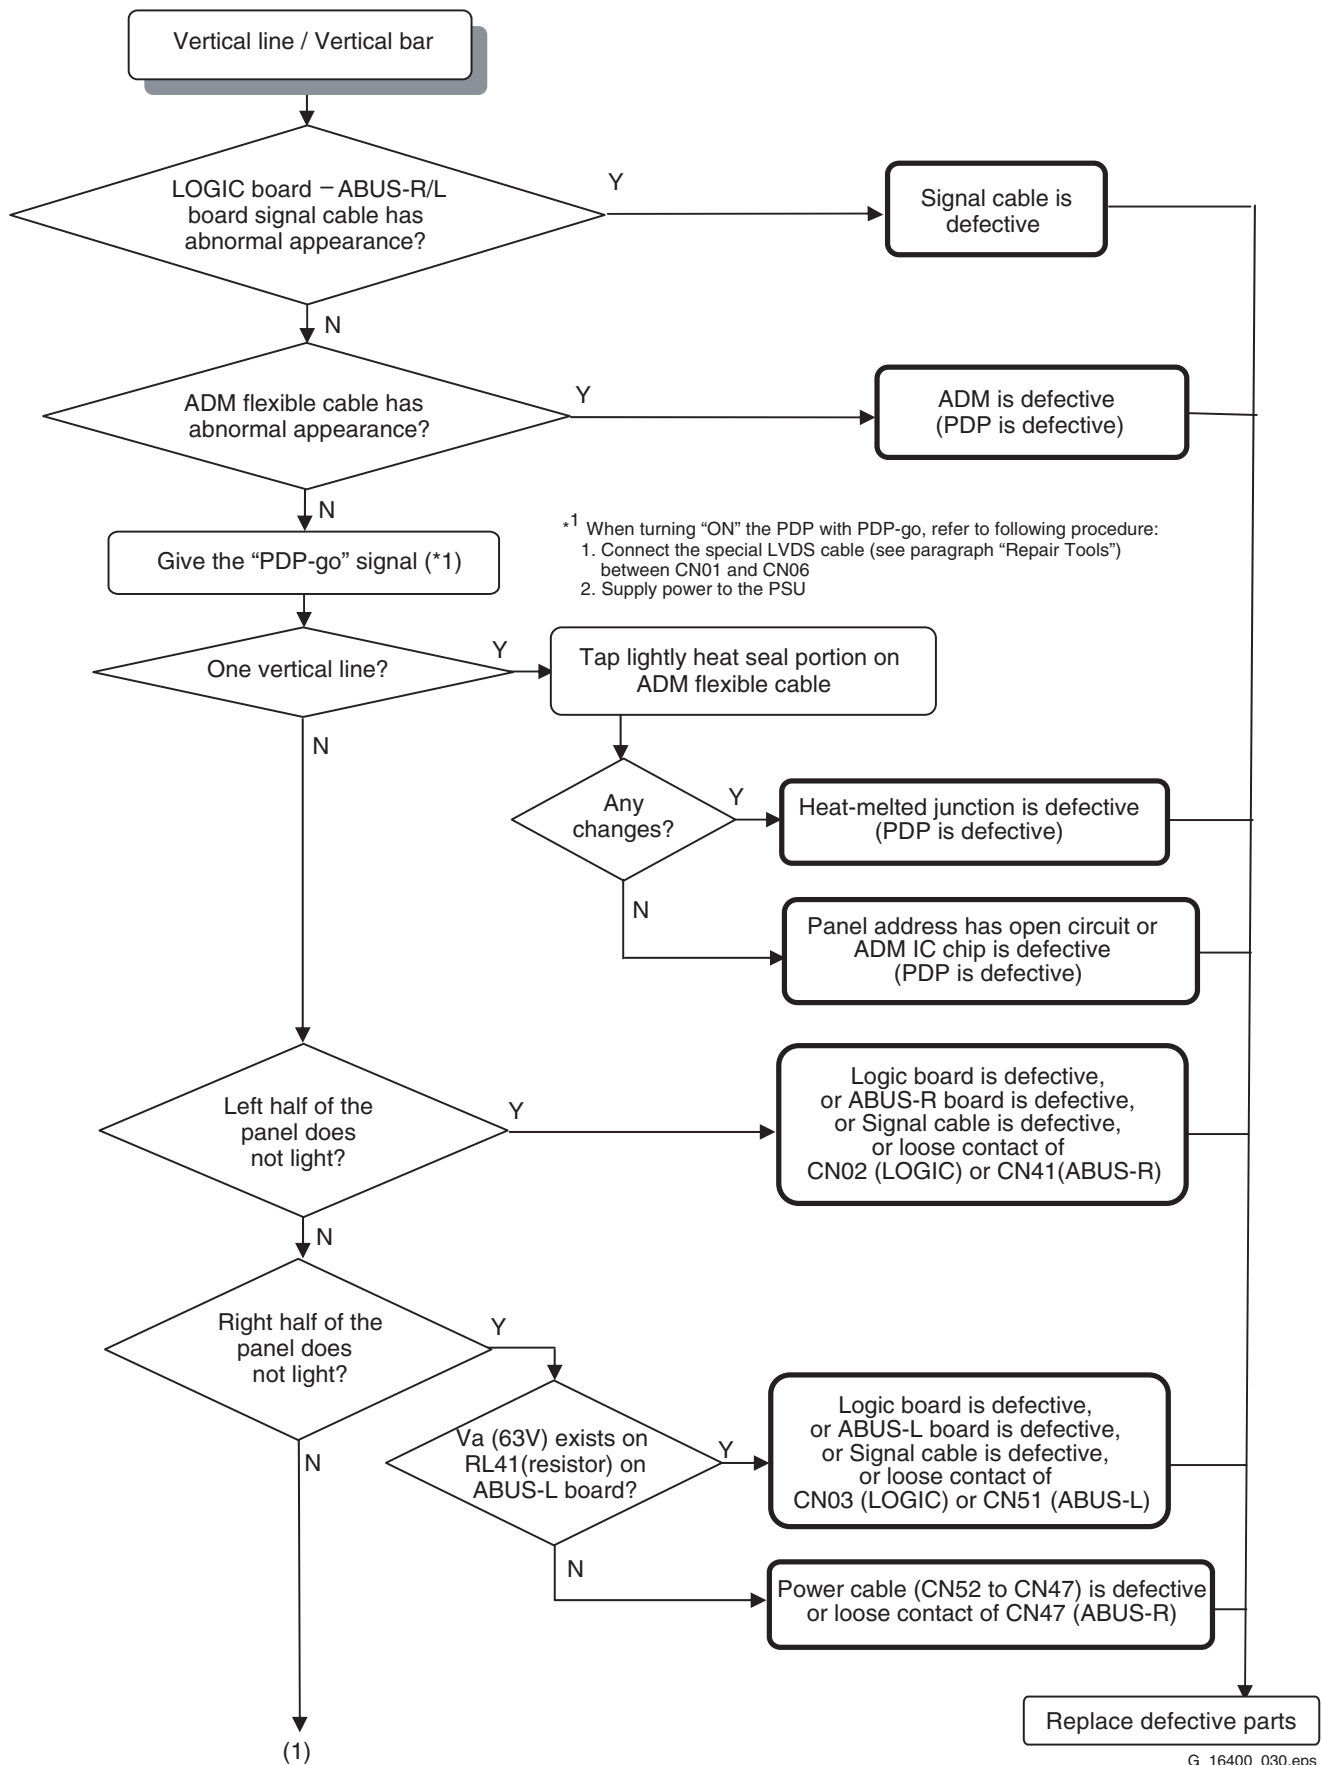 Vertical line / Vertical bar
LOGIC board – ABUS-R/L
board signal cable has
abnormal appearance?
Y
Signal cable is
defective
N
ADM flexible cable has
abnormal appearance?
Y
ADM is defective
(PDP is defective)
N
Give the “PDP-go” signal (*1)
*1 When turning “ON” the PDP with PDP-go, refer to following procedure:
1. Connect the special LVDS cable (see paragraph “Repair Tools”)
between CN01 and CN06
2. Supply power to the PSU
One vertical line?
Y
Tap lightly heat seal portion on
ADM flexible cable
N
Any
changes?
Y
Heat-melted junction is defective
(PDP is defective)
N
Panel address has open circuit or
ADM IC chip is defective
(PDP is defective)
Left half of the
panel does
not light?
Y
Logic board is defective,
or ABUS-R board is defective,
or Signal cable is defective,
or loose contact of
CN02 (LOGIC) or CN41(ABUS-R)
N
Right half of the
panel does
not light?
Y
N
Va (63V) exists on
RL41(resistor) on
ABUS-L board?
Y
Logic board is defective,
or ABUS-L board is defective,
or Signal cable is defective,
or loose contact of
CN03 (LOGIC) or CN51 (ABUS-L)
N
Power cable (CN52 to CN47) is defective
or loose contact of CN47 (ABUS-R)
Replace defective parts
(1)
G_16400_030.eps